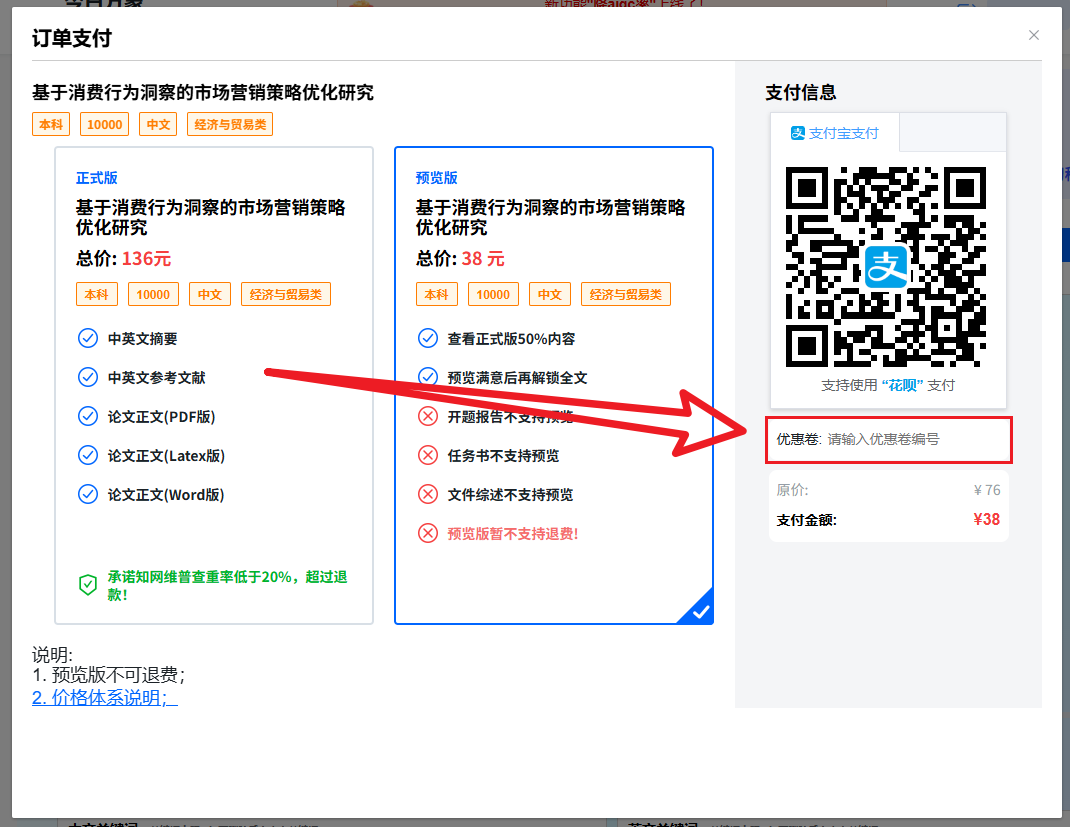 新功能"降aigc率"上线了!
订单支付
基于消费行为洞察的市场营销策略优化研究
本科 10000 中文 经济与贸易类
正式版
基于消费行为洞察的市场营销策略
优化研究
总价: 136元
本科 10000 中文 经济与贸易类
中英文摘要
中英文参考文献
论文正文(PDF版)
论文正文(Latex版)
论文正文(Word版)
承诺知网维普查重率低于20%，超过退
款！
预览版
基于消费行为洞察的市场营销策略
优化研究
总价: 38 元
本科 10000 中文 经济与贸易类
查看正式版50%内容
预览满意后再解锁全文
开题报告不支持预览
任务书不支持预览
文件综述不支持预览
预览版暂不支持退费!
说明:
1. 预览版不可退费；
2. 价格体系说明；
支付信息
支付宝支付
支持使用 “花呗” 支付
优惠卷: 请输入优惠卷编号
原价: ¥ 76
支付金额: ¥38